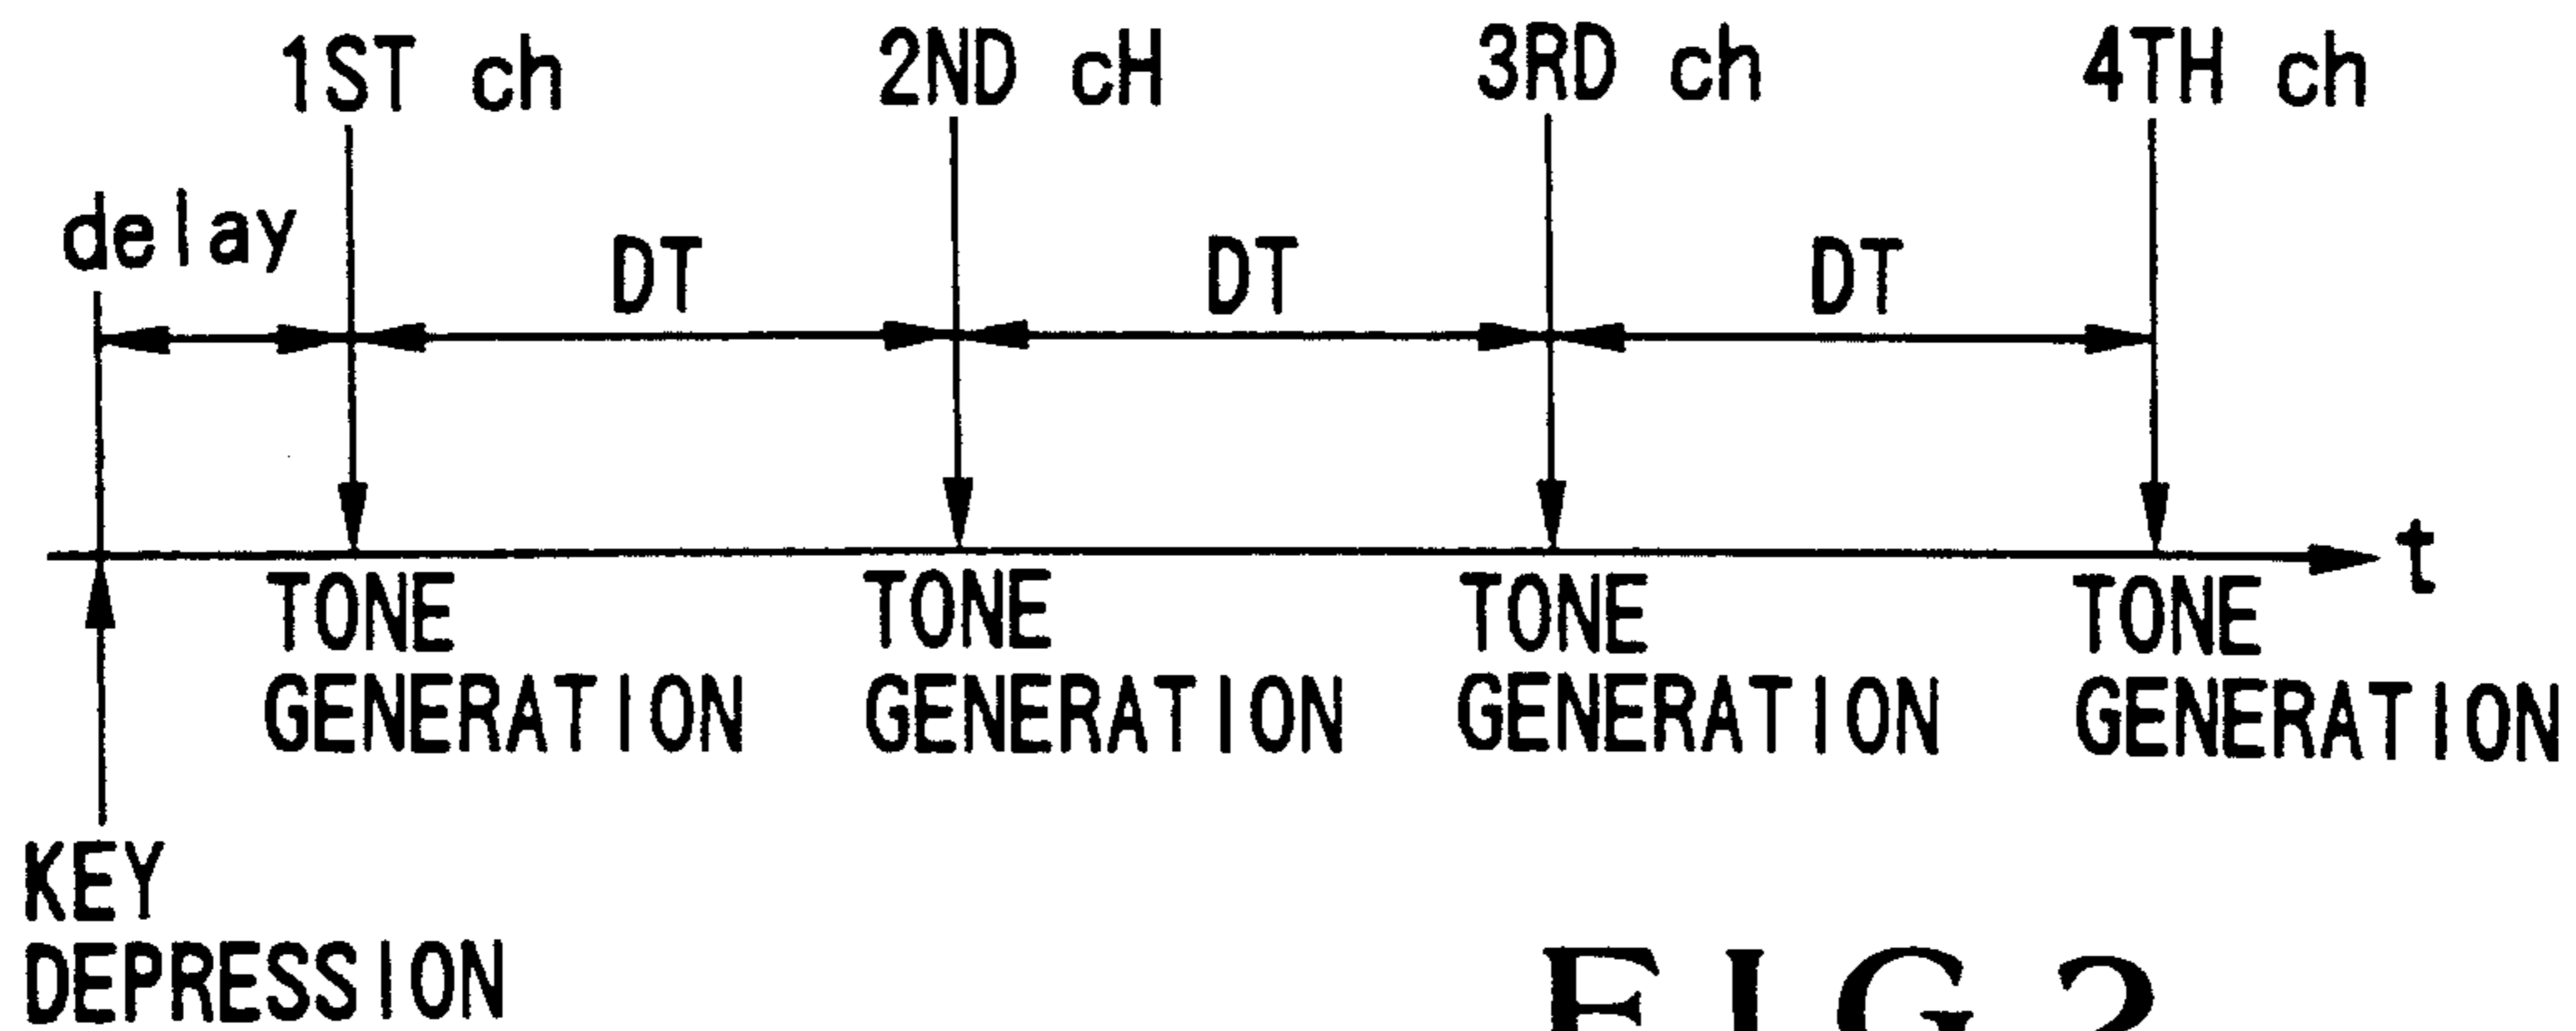 1ST ch 2ND cH 3RD ch 4TH ch
delay DT DT DT
t
TONE GENERATION
TONE GENERATION
TONE GENERATION
TONE GENERATION
KEY
DEPRESSION